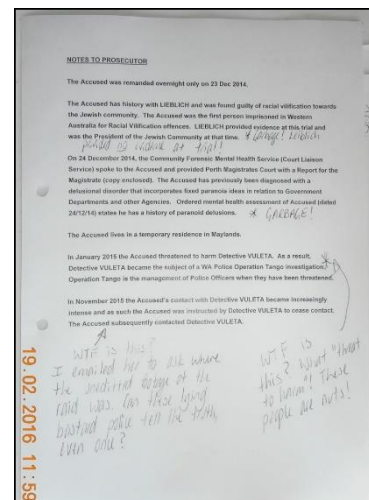 NOTES TO PROSECUTOR
The Accused was remanded overnight only on 23 Dec 2014.
The Accused has history with LIEBLICH and was found guilty of racial vilification towards
the Jewish community. The Accused was the first person imprisoned in Western
Australia for Racial Vilification offences. LIEBLICH provided evidence at this trial and
was the President of the Jewish Community at that time. * Garbage! Lieblich
provided no evidence at trial!
On 24 December 2014, the Community Forensic Mental Health Service (Court Liaison
Service) spoke to the Accused and provided Perth Magistrates Court with a Report for the
Magistrate (copy enclosed). The Accused has previously been diagnosed with a
delusional disorder that incorporates fixed paranoia ideas in relation to Government
Departments and other Agencies. Ordered mental health assessment of Accused (dated
24/12/14) states he has a history of paranoid delusions. * GARBAGE!
The Accused lives in a temporary residence in Maylands.
In January 2015 the Accused threatened to harm Detective VULETA. As a result,
Detective VULETA became the subject of a WA Police Operation Tango investigation. *
Operation Tango is the management of Police Officers when they have been threatened.
In November 2015 the Accused's contact with Detective VULETA became increasingly
intense and as such the Accused was instructed by Detective VULETA to cease contact.
The Accused subsequently contacted Detective VULETA.
WTF is this?
I emailed her to ask where
the unedited footage of the
raid was. Can these lying
bastard police tell the truth,
even once?
WTF is
this? What "threat
to harm"? These
people are nuts!
19.02.2016 11:59